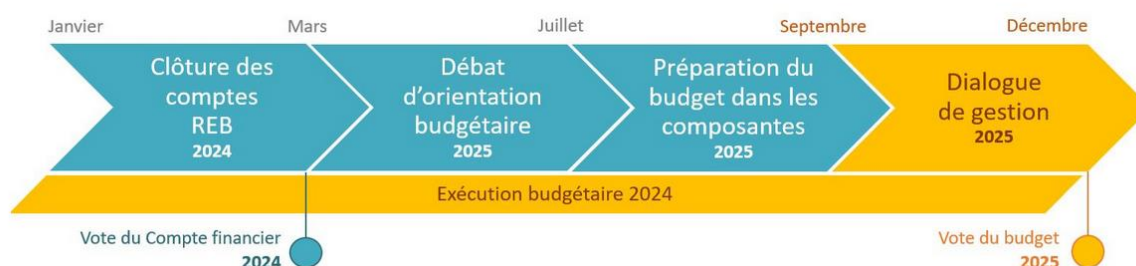 Janvier
Mars
Juillet
Septembre
Décembre
Clôture des
comptes
REB
2024
Débat
d'orientation
budgétaire
2025
Préparation du
budget dans les
composantes
2025
Dialogue
de gestion
2025
Exécution budgétaire 2024
Vote du Compte financier
2024
Vote du budget
2025